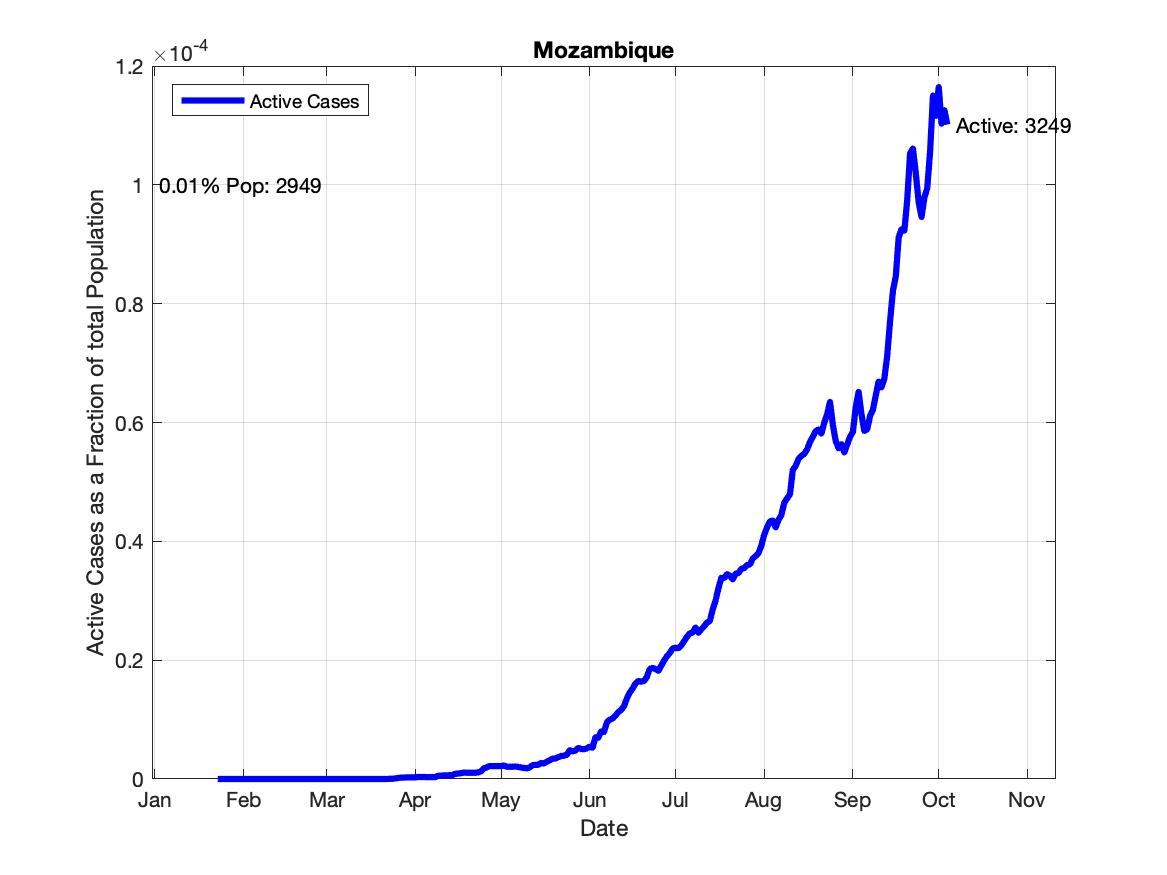 Mozambique
×10-4
1.2
1
0.8
0.6
0.4
0.2
0
Active Cases
0.01% Pop: 2949
Active: 3249
Active Cases as a Fraction of total Population
Jan Feb Mar Apr May Jun Jul Aug Sep Oct Nov
Date